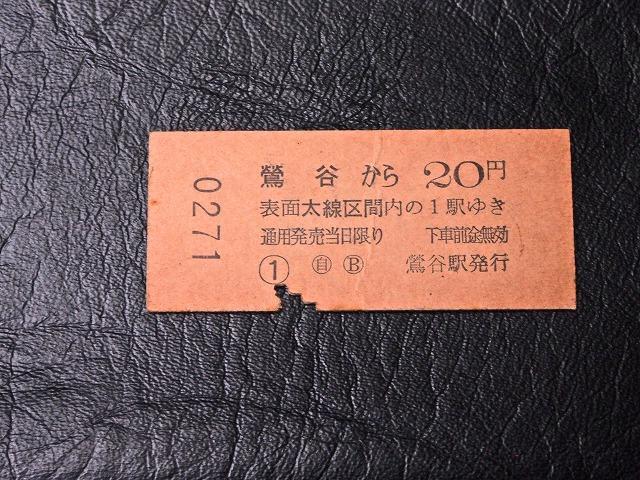 鶯谷から 20円
表面太線区間内の1駅ゆき
通用発売当日限り 下車前途無効
① 自 B 鶯谷駅発行
0271